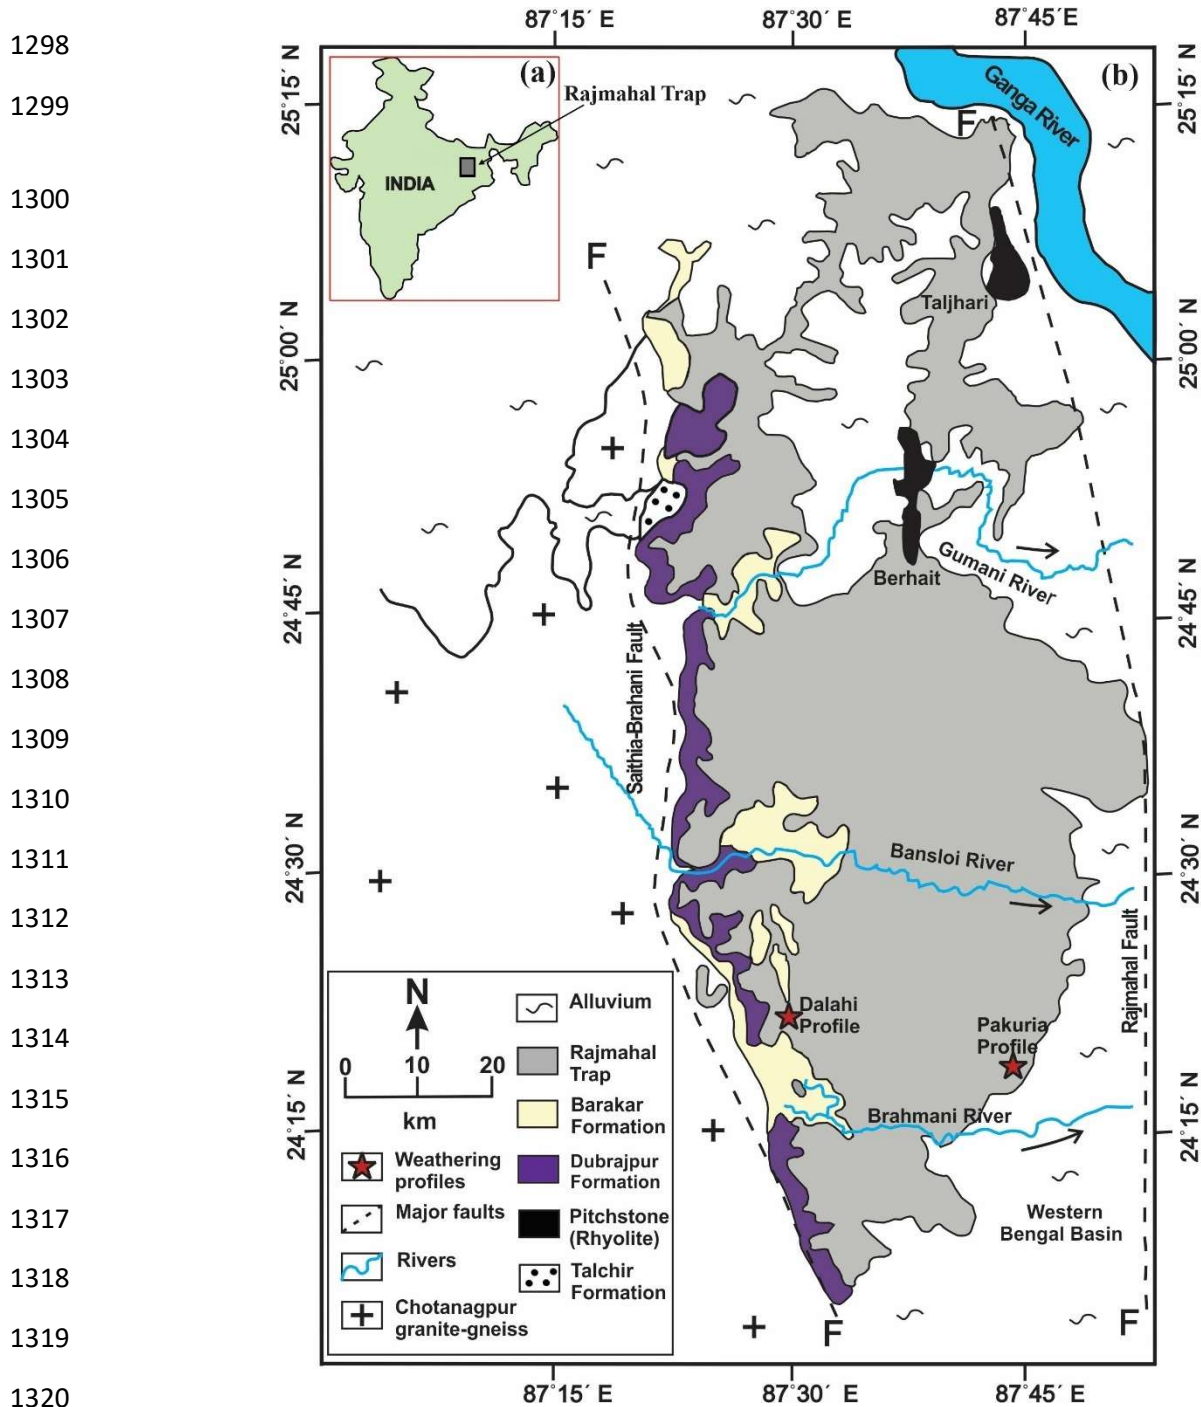 1298
1299
1300
1301
1302
1303
1304
1305
1306
1307
1308
1309
1310
1311
1312
1313
1314
1315
1316
1317
1318
1319
1320
87°15´E
87°30´E
87°45´E
25°15´ N
25°00´ N
24°45´ N
24°30´ N
24°15´ N
25°15´ N
25°00´ N
24°45´ N
24°30´ N
24°15´ N
(a)
Rajmahal Trap
INDIA
(b)
Ganga River
F
F
Taljhari
Berhait
Gumani River
Saithia-Brahani Fault
Bansloi River
Rajmahal Fault
Dalahi
Profile
Pakuria
Profile
Brahmani River
Western
Bengal Basin
F
F
N
0
10
20
km
Weathering
profiles
Major faults
Rivers
Chotanagpur
granite-gneiss
Alluvium
Rajmahal
Trap
Barakar
Formation
Dubrajpur
Formation
Pitchstone
(Rhyolite)
Talchir
Formation
87°15´ E
87°30´ E
87°45´ E